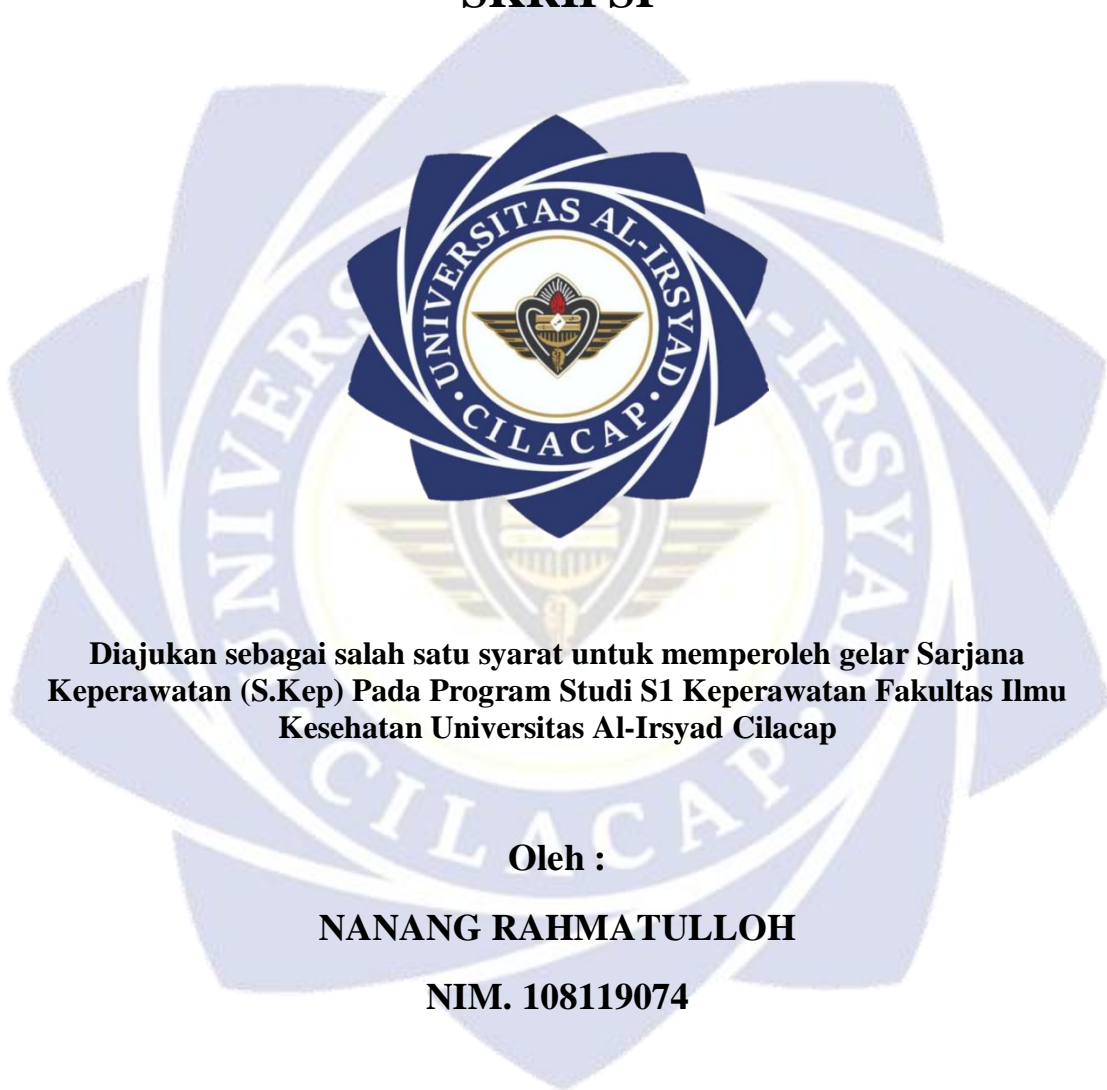 SKRIPSI
UNIVERSITAS AL-IRSYAD
• CILACAP •
Diajukan sebagai salah satu syarat untuk memperoleh gelar Sarjana
Keperawatan (S.Kep) Pada Program Studi S1 Keperawatan Fakultas Ilmu
Kesehatan Universitas Al-Irsyad Cilacap
Oleh :
NANANG RAHMATULLOH
NIM. 108119074